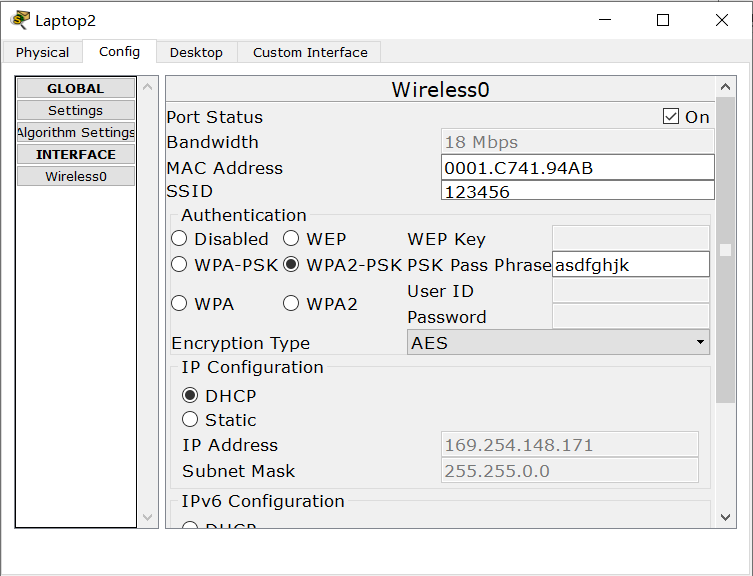 Laptop2
Physical Config Desktop Custom Interface
GLOBAL
Settings
Algorithm Settings
INTERFACE
Wireless0
Wireless0
Port Status On
Bandwidth 18 Mbps
MAC Address 0001.C741.94AB
SSID 123456
Authentication
Disabled WEP WEP Key
WPA-PSK WPA2-PSK PSK Pass Phrase asdfghjk
User ID
WPA WPA2
Password
Encryption Type AES
IP Configuration
DHCP
Static
IP Address 169.254.148.171
Subnet Mask 255.255.0.0
IPv6 Configuration
DHCP